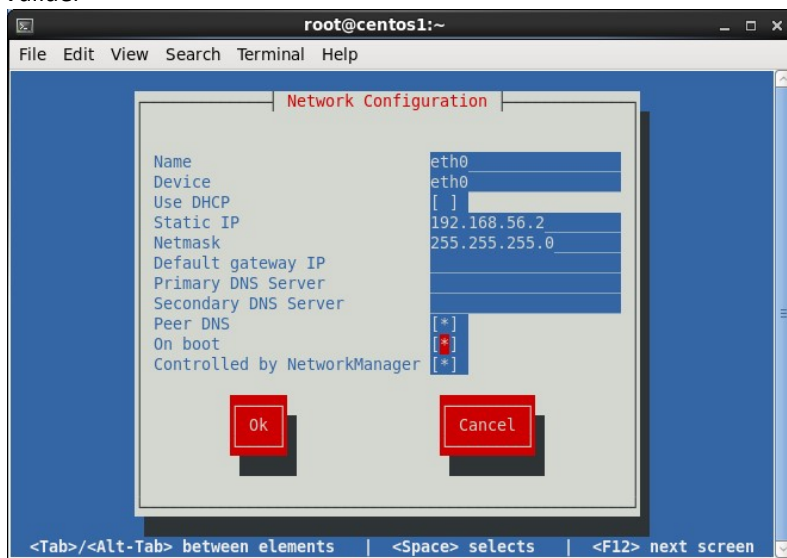 root@centos1:~
File Edit View Search Terminal Help
Network Configuration
Name eth0
Device eth0
Use DHCP [ ]
Static IP 192.168.56.2
Netmask 255.255.255.0
Default gateway IP
Primary DNS Server
Secondary DNS Server
Peer DNS [*]
On boot [*]
Controlled by NetworkManager [*]
Ok Cancel
<Tab>/<Alt-Tab> between elements | <Space> selects | <F12> next screen